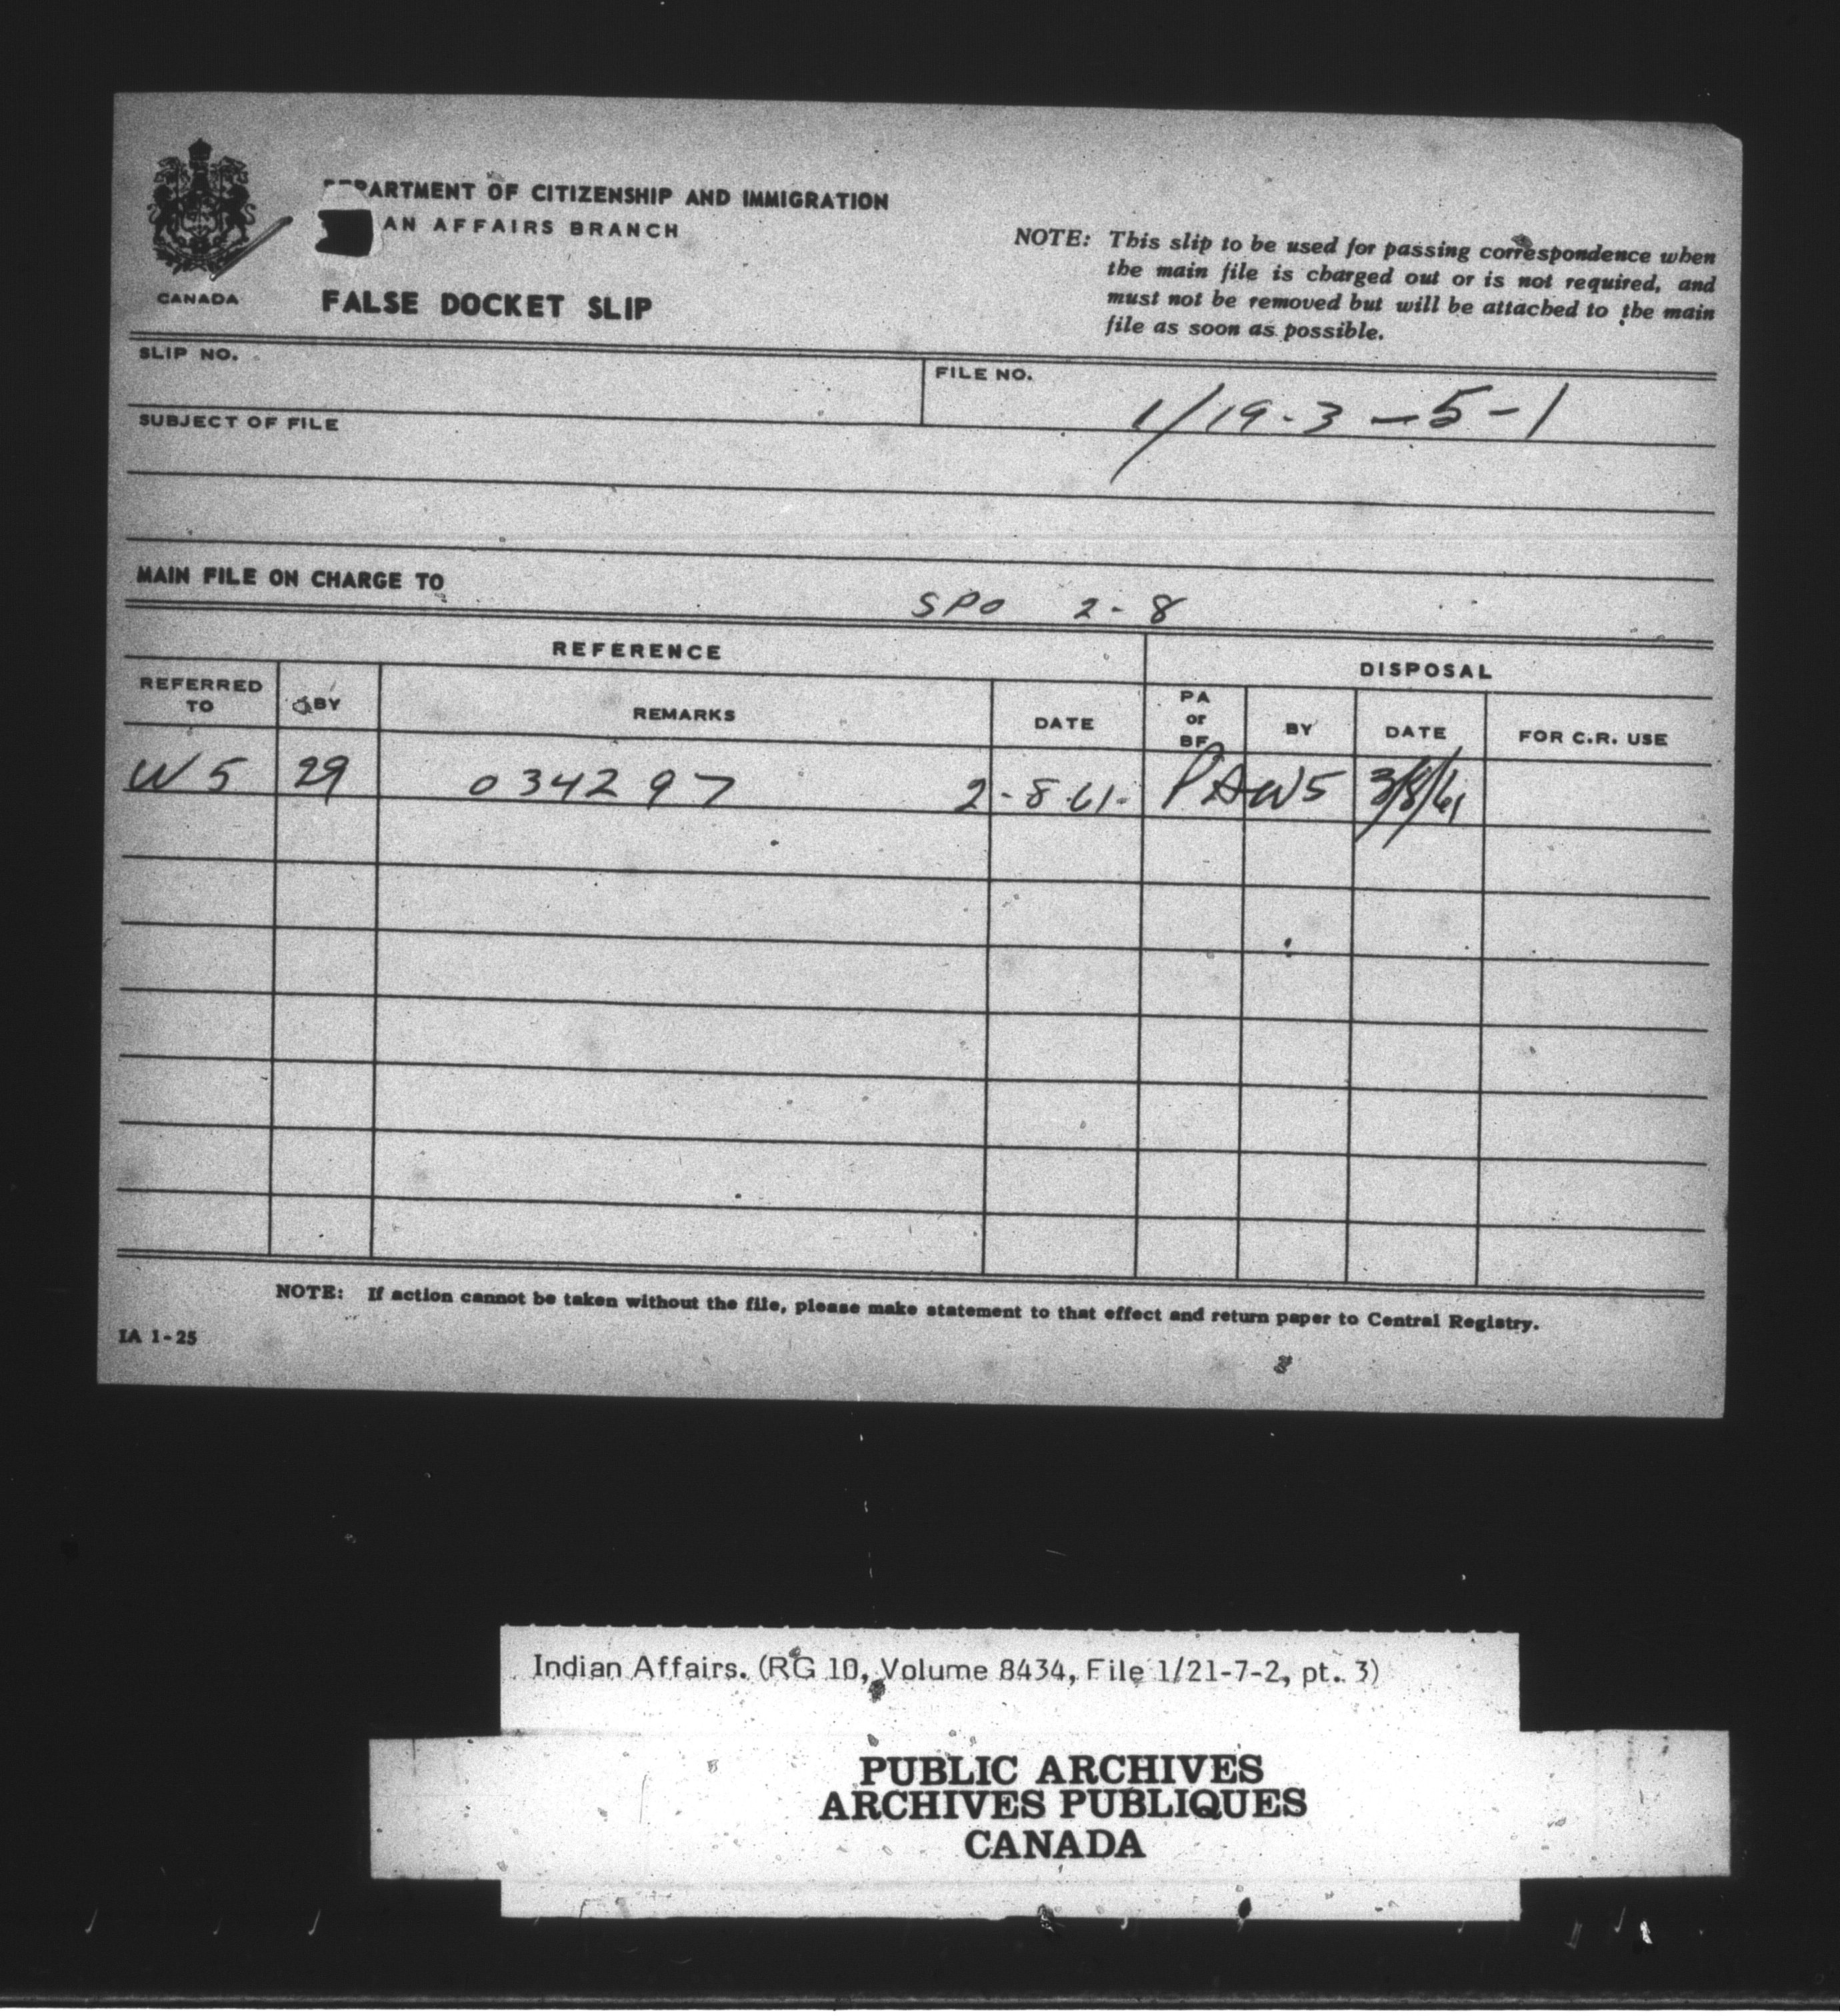 CANADA
DEPARTMENT OF CITIZENSHIP AND IMMIGRATION
AN AFFAIRS BRANCH
FALSE DOCKET SLIP
NOTE: This slip to be used for passing correspondence when
the main file is charged out or is not required, and
must not be removed but will be attached to the main
file as soon as possible.
SLIP NO.
FILE NO. 1/19-3-5-1
SUBJECT OF FILE
MAIN FILE ON CHARGE TO SPO 2-8
REFERENCE DISPOSAL
REFERRED TO BY REMARKS DATE PA or BF BY DATE FOR C.R. USE
W5 29 034297 2-8-61- PA W5 3/8/61
NOTE: If action cannot be taken without the file, please make statement to that effect and return paper to Central Registry.
IA 1-25
Indian Affairs. (RG 10, Volume 8434, File 1/21-7-2, pt. 3)
PUBLIC ARCHIVES
ARCHIVES PUBLIQUES
CANADA